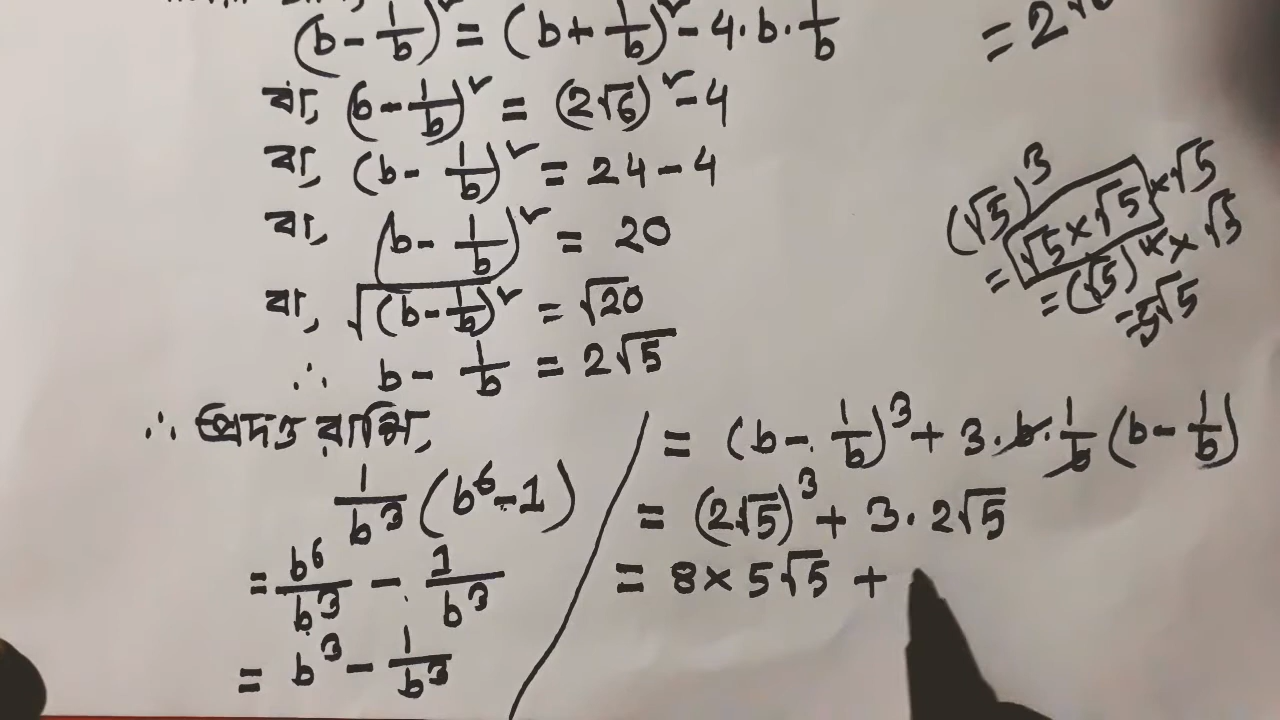 (b - 1/b)² = (b + 1/b)² - 4·b·1/b
বা, (b - 1/b)² = (2√6)² - 4
বা, (b - 1/b)² = 24 - 4
বা, (b - 1/b)² = 20
বা, √(b - 1/b)² = √20
∴ b - 1/b = 2√5
∴ প্রদত্ত রাশি,
1/b³ (b⁶ - 1)
= b⁶/b³ - 1/b³
= b³ - 1/b³
= (b - 1/b)³ + 3·b·1/b (b - 1/b)
= (2√5)³ + 3·2√5
= 8 × 5√5 +
(√5)³
= √5 × √5 × √5
= (√5)² × √5
= 5√5